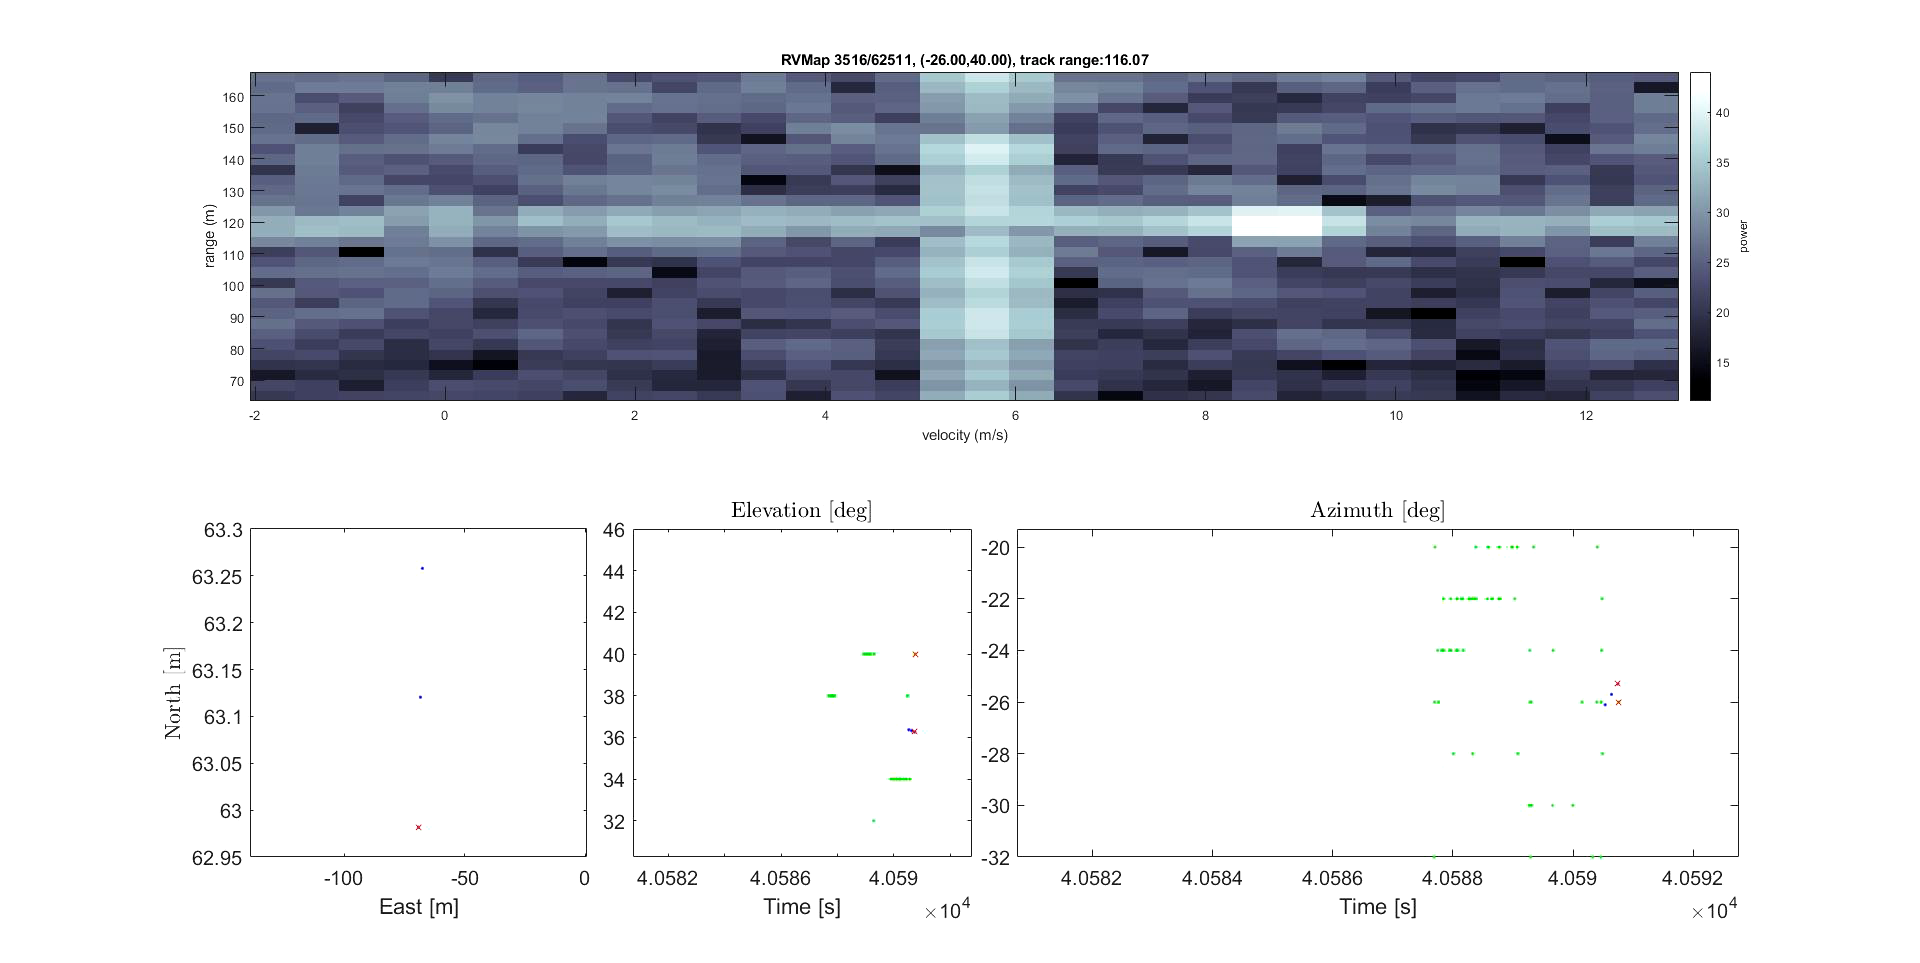 RVMap 3516/62511, (-26.00,40.00), track range:116.07
160
150
140
130
120
110
100
90
80
70
range (m)
-2 0 2 4 6 8 10 12
velocity (m/s)
40
35
30
25
20
15
power
63.3
63.25
63.2
63.15
63.1
63.05
63
62.95
North [m]
-100 -50 0
East [m]
Elevation [deg]
46
44
42
40
38
36
34
32
4.0582 4.0586 4.059
Time [s]
×10^4
Azimuth [deg]
-20
-22
-24
-26
-28
-30
-32
4.0582 4.0584 4.0586 4.0588 4.059 4.0592
Time [s]
×10^4